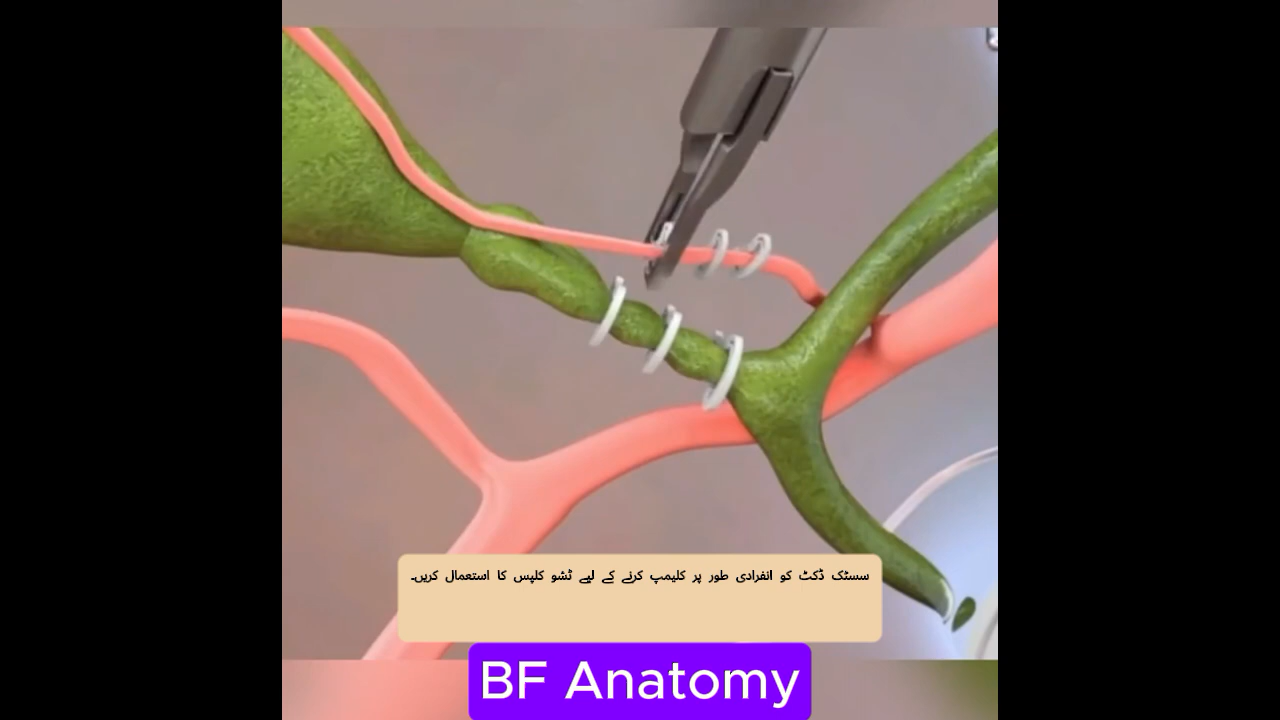 سسٹک ڈکٹ کو انفرادی طور پر کلیمپ کرنے کے لیے ٹشو کلپس کا استعمال کریں۔
BF Anatomy